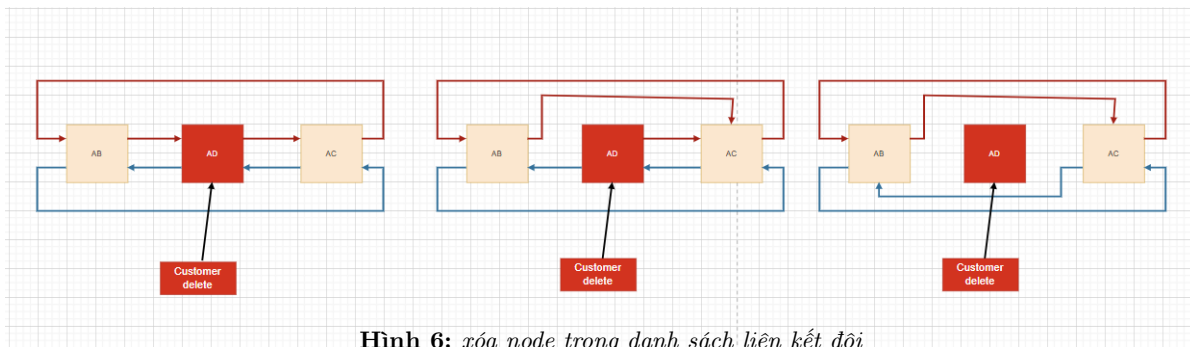 AB
AD
AC
Customer
delete
AB
AD
AC
Customer
delete
AB
AD
AC
Customer
delete
Hình 6: xóa node trong danh sách liên kết đôi